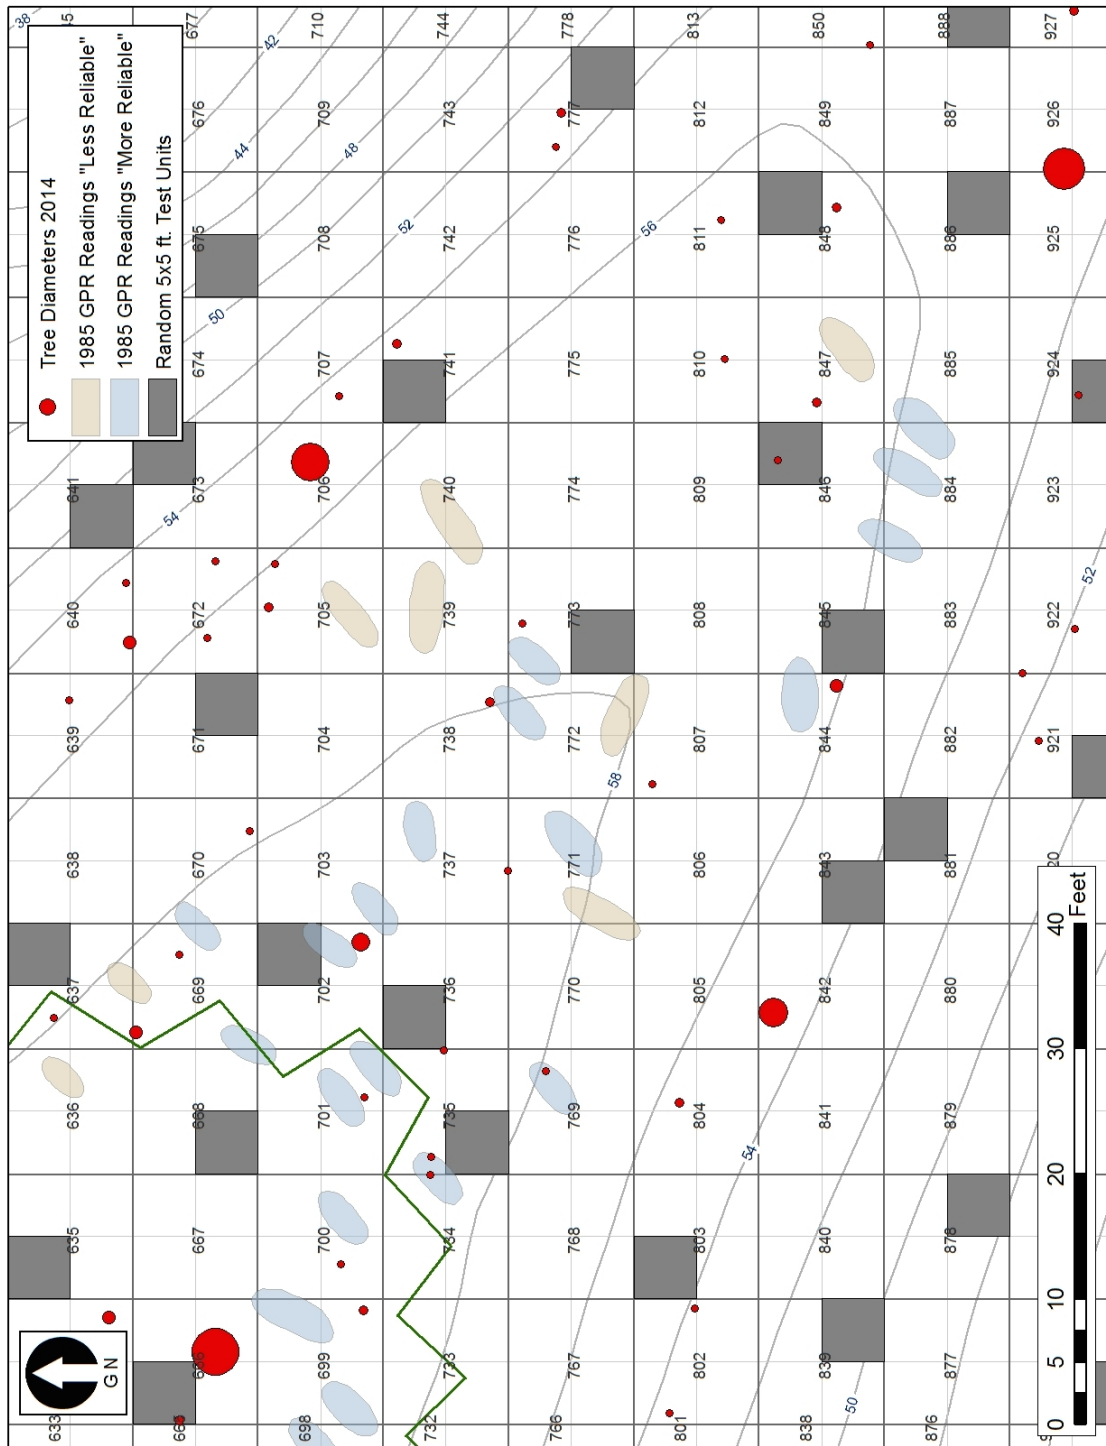 GN
Tree Diameters 2014
1985 GPR Readings "Less Reliable"
1985 GPR Readings "More Reliable"
Random 5x5 ft. Test Units
38
633 635 636 637 638 639 640 641 45
42
44
48
50
52
54
56
666 667 668 669 670 671 672 673 674 675 676 677
698 699 700 701 702 703 704 705 706 707 708 709 710
732 733 734 735 736 737 738 739 740 741 742 743 744
766 767 768 769 770 771 772 773 774 775 776 777 778
58
801 802 803 804 805 806 807 808 809 810 811 812 813
54
838 839 840 841 842 843 844 845 846 847 848 849 850
50
876 877 878 879 880 881 882 883 884 885 886 887 888
52
20 921 922 923 924 925 926 927
0 5 10 20 30 40
Feet